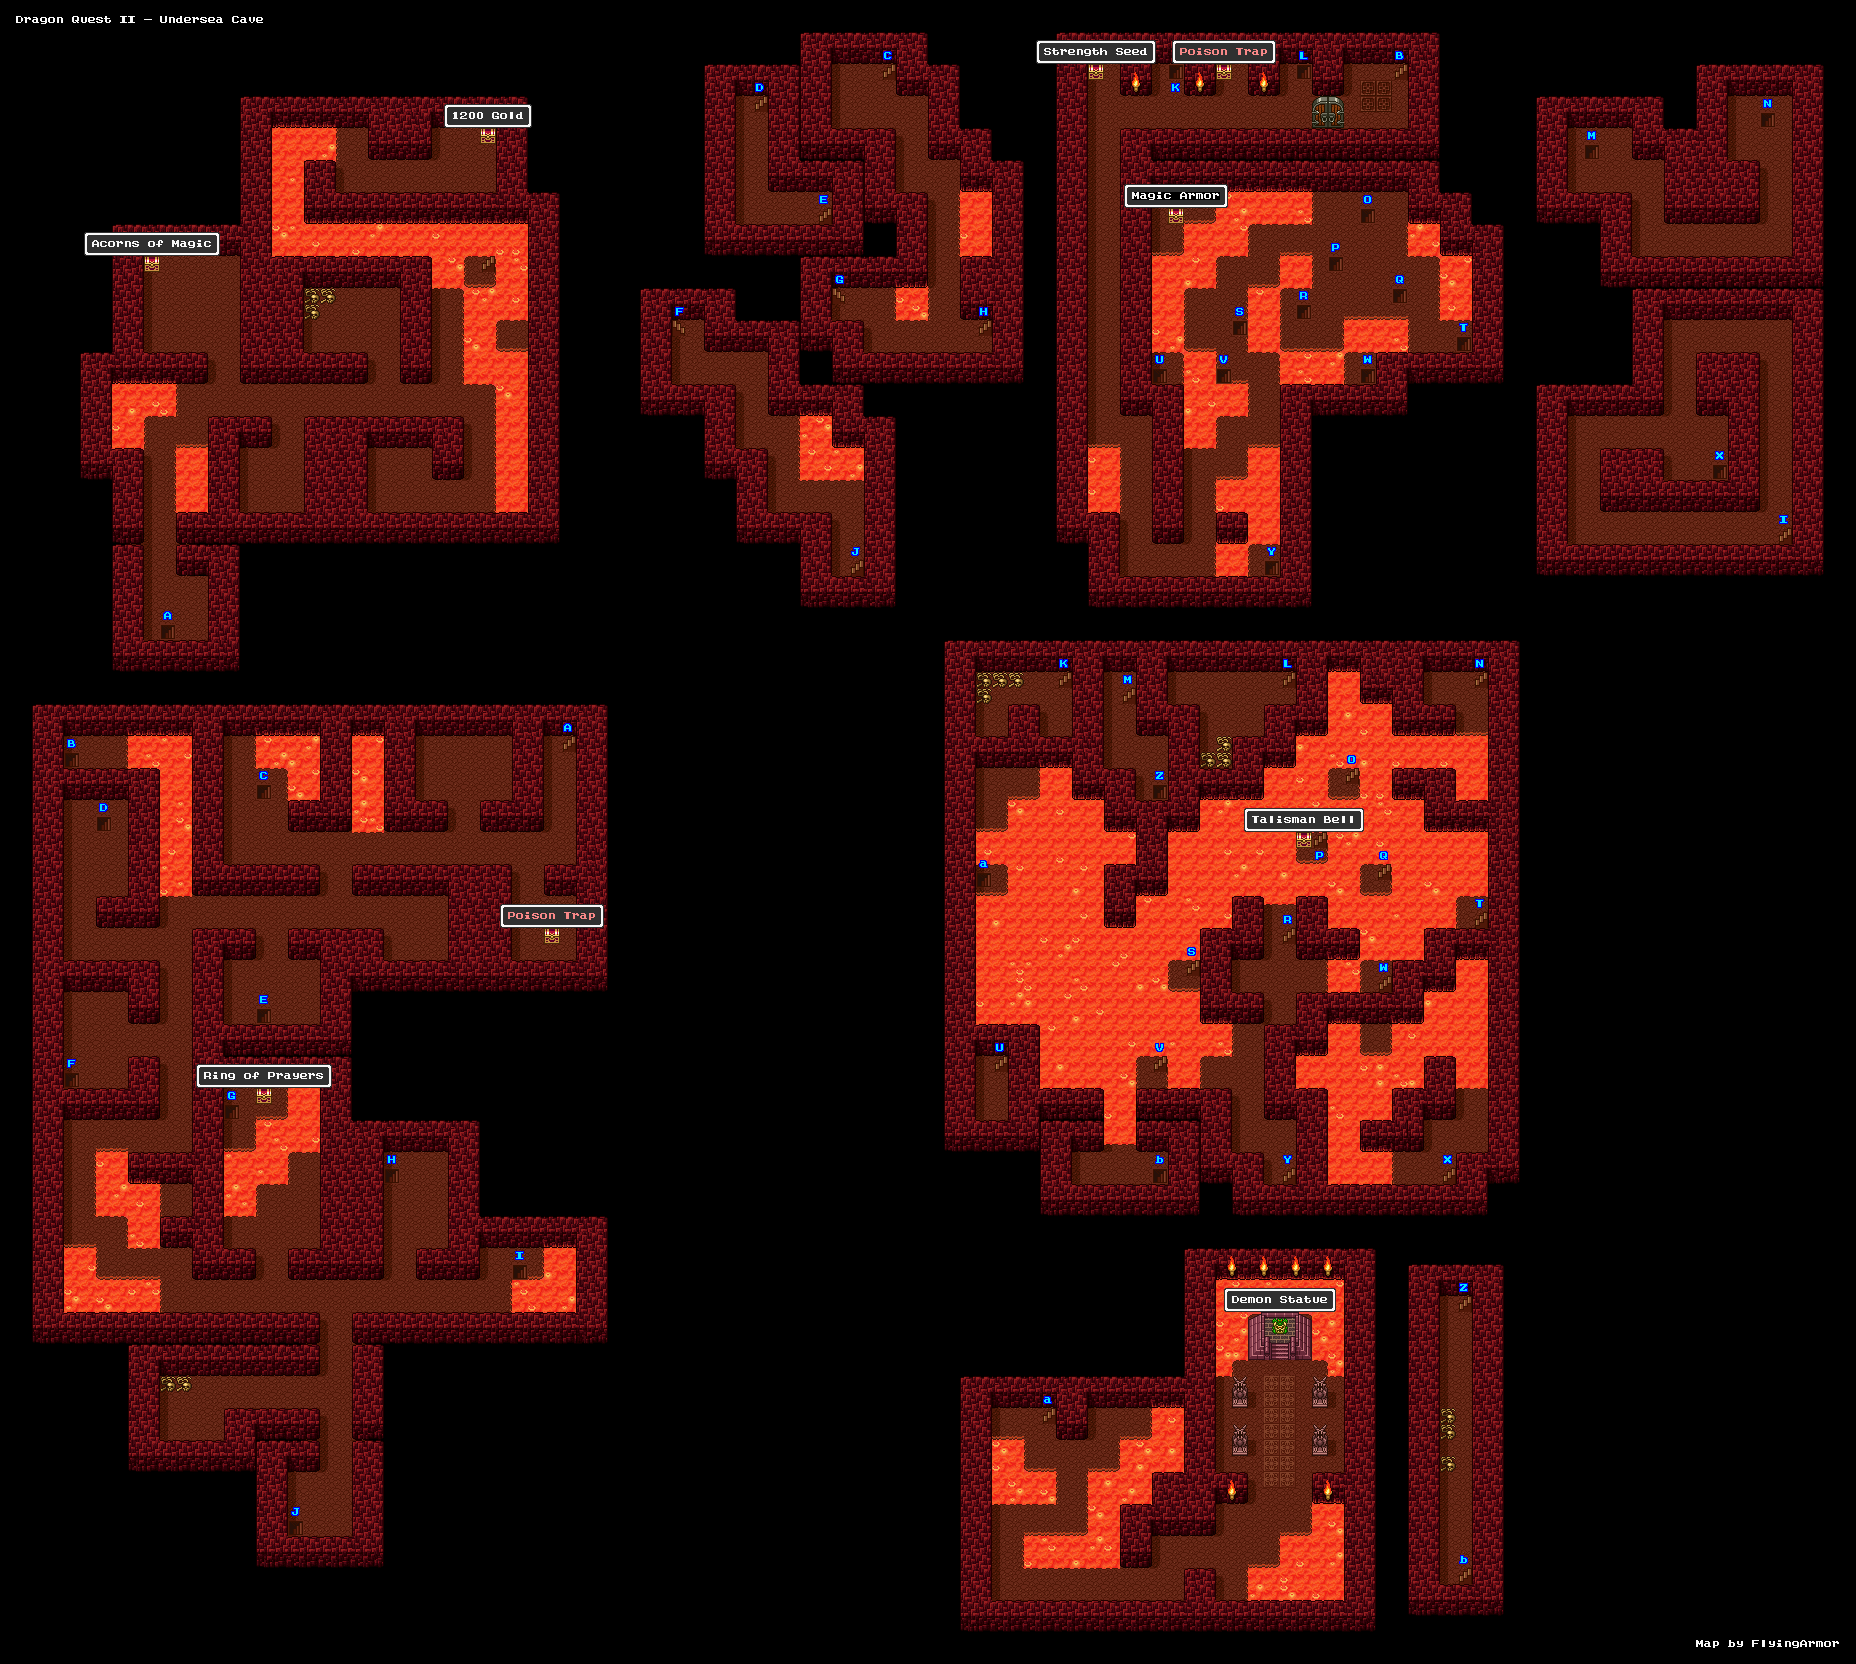 Dragon Quest II – Undersea Cave
Strength Seed
Poison Trap
L
B
C
K
D
N
1200 Gold
M
Magic Armor
E
O
Acorns of Magic
P
G
Q
R
F
H
S
T
U
V
W
X
I
J
Y
A
K
L
N
M
A
B
O
C
Z
D
Talisman Bell
P
Q
a
T
Poison Trap
R
S
W
E
U
V
F
Ring of Prayers
G
H
b
Y
X
I
Z
Demon Statue
a
J
b
Map by FlyingArmor